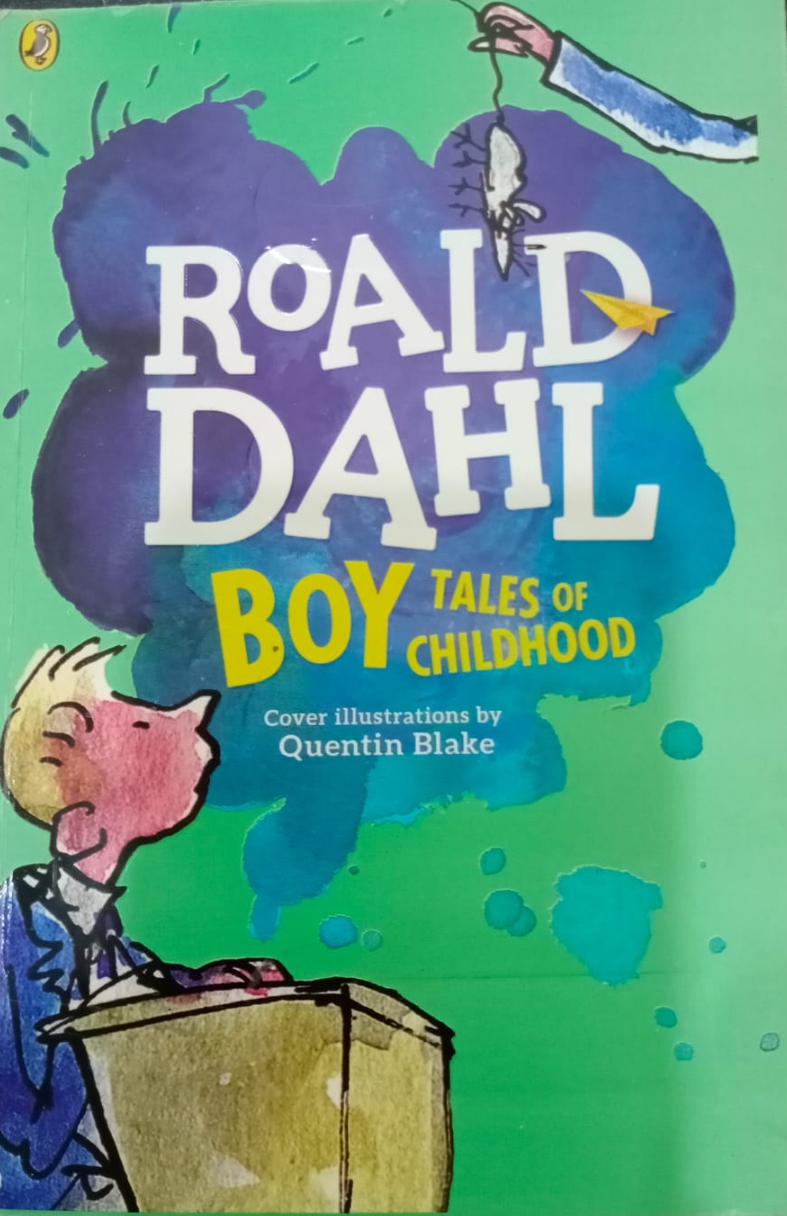 ROALD
DAHL
BOY TALES OF
CHILDHOOD
Cover illustrations by
Quentin Blake